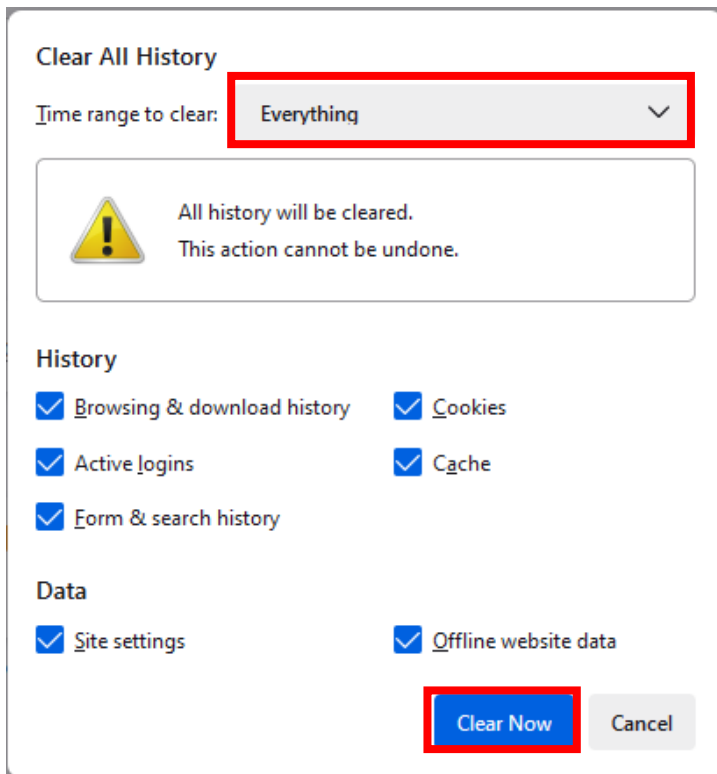 Clear All History
Time range to clear: Everything
All history will be cleared.
This action cannot be undone.
History
Browsing & download history Cookies
Active logins Cache
Form & search history
Data
Site settings Offline website data
Clear Now Cancel